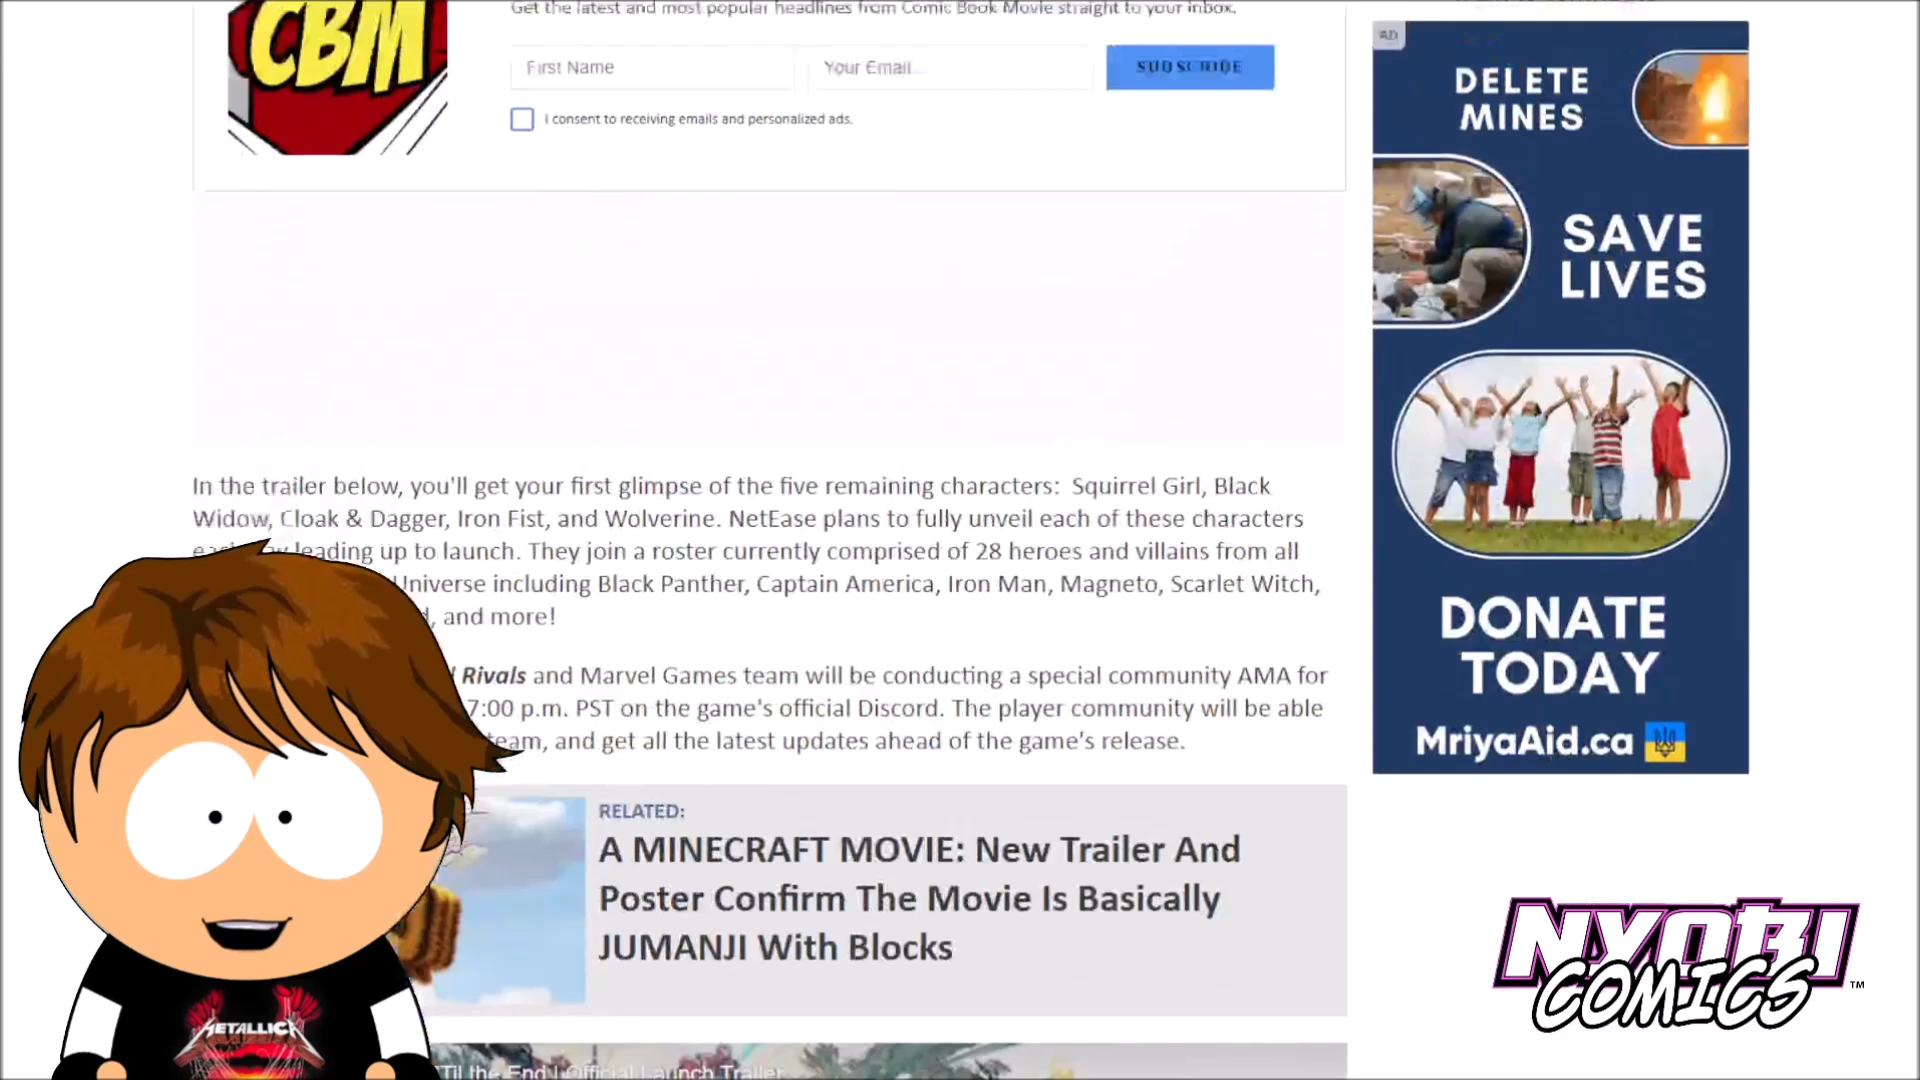 CBM
Get the latest and most popular headlines from Comic Book Movie straight to your inbox.
First Name
Your Email...
SUBSCRIBE
I consent to receiving emails and personalized ads.
In the trailer below, you'll get your first glimpse of the five remaining characters: Squirrel Girl, Black
Widow, Cloak & Dagger, Iron Fist, and Wolverine. NetEase plans to fully unveil each of these characters
leading up to launch. They join a roster currently comprised of 28 heroes and villains from all
Universe including Black Panther, Captain America, Iron Man, Magneto, Scarlet Witch,
, and more!
Rivals and Marvel Games team will be conducting a special community AMA for
7:00 p.m. PST on the game's official Discord. The player community will be able
team, and get all the latest updates ahead of the game's release.
RELATED:
A MINECRAFT MOVIE: New Trailer And
Poster Confirm The Movie Is Basically
JUMANJI With Blocks
'Til the End | Official Launch Trailer
METALLICA
AD
DELETE
MINES
SAVE
LIVES
DONATE
TODAY
MriyaAid.ca
NYOBI
COMICS
TM